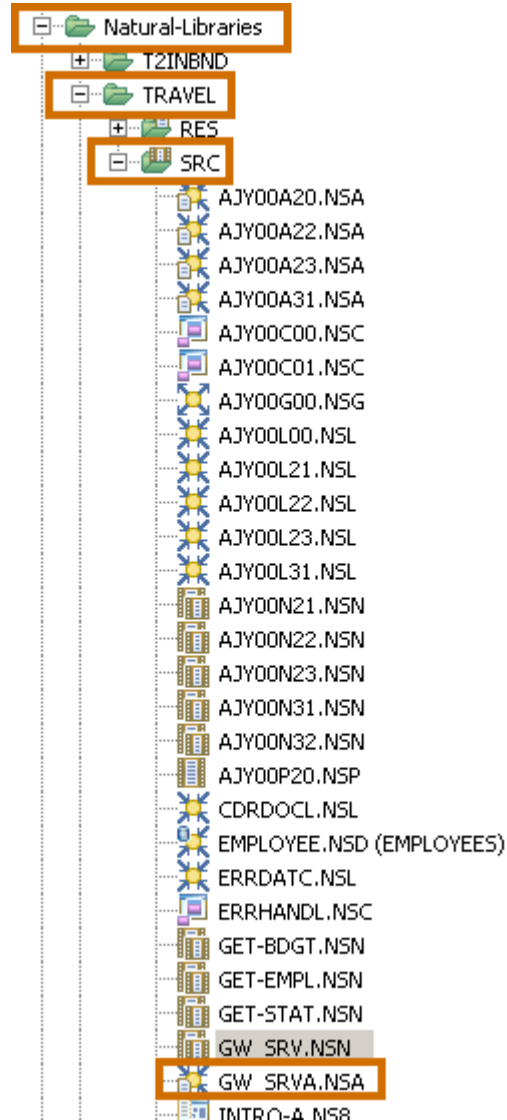 Natural-Libraries
T2INBND
TRAVEL
RES
SRC
AJY00A20.NSA
AJY00A22.NSA
AJY00A23.NSA
AJY00A31.NSA
AJY00C00.NSC
AJY00C01.NSC
AJY00G00.NSG
AJY00L00.NSL
AJY00L21.NSL
AJY00L22.NSL
AJY00L23.NSL
AJY00L31.NSL
AJY00N21.NSN
AJY00N22.NSN
AJY00N23.NSN
AJY00N31.NSN
AJY00N32.NSN
AJY00P20.NSP
CDRDOCL.NSL
EMPLOYEE.NSD (EMPLOYEES)
ERRDATC.NSL
ERRHANDL.NSC
GET-BDGT.NSN
GET-EMPL.NSN
GET-STAT.NSN
GW_SRV.NSN
GW_SRVA.NSA
INTRO-A.NS8